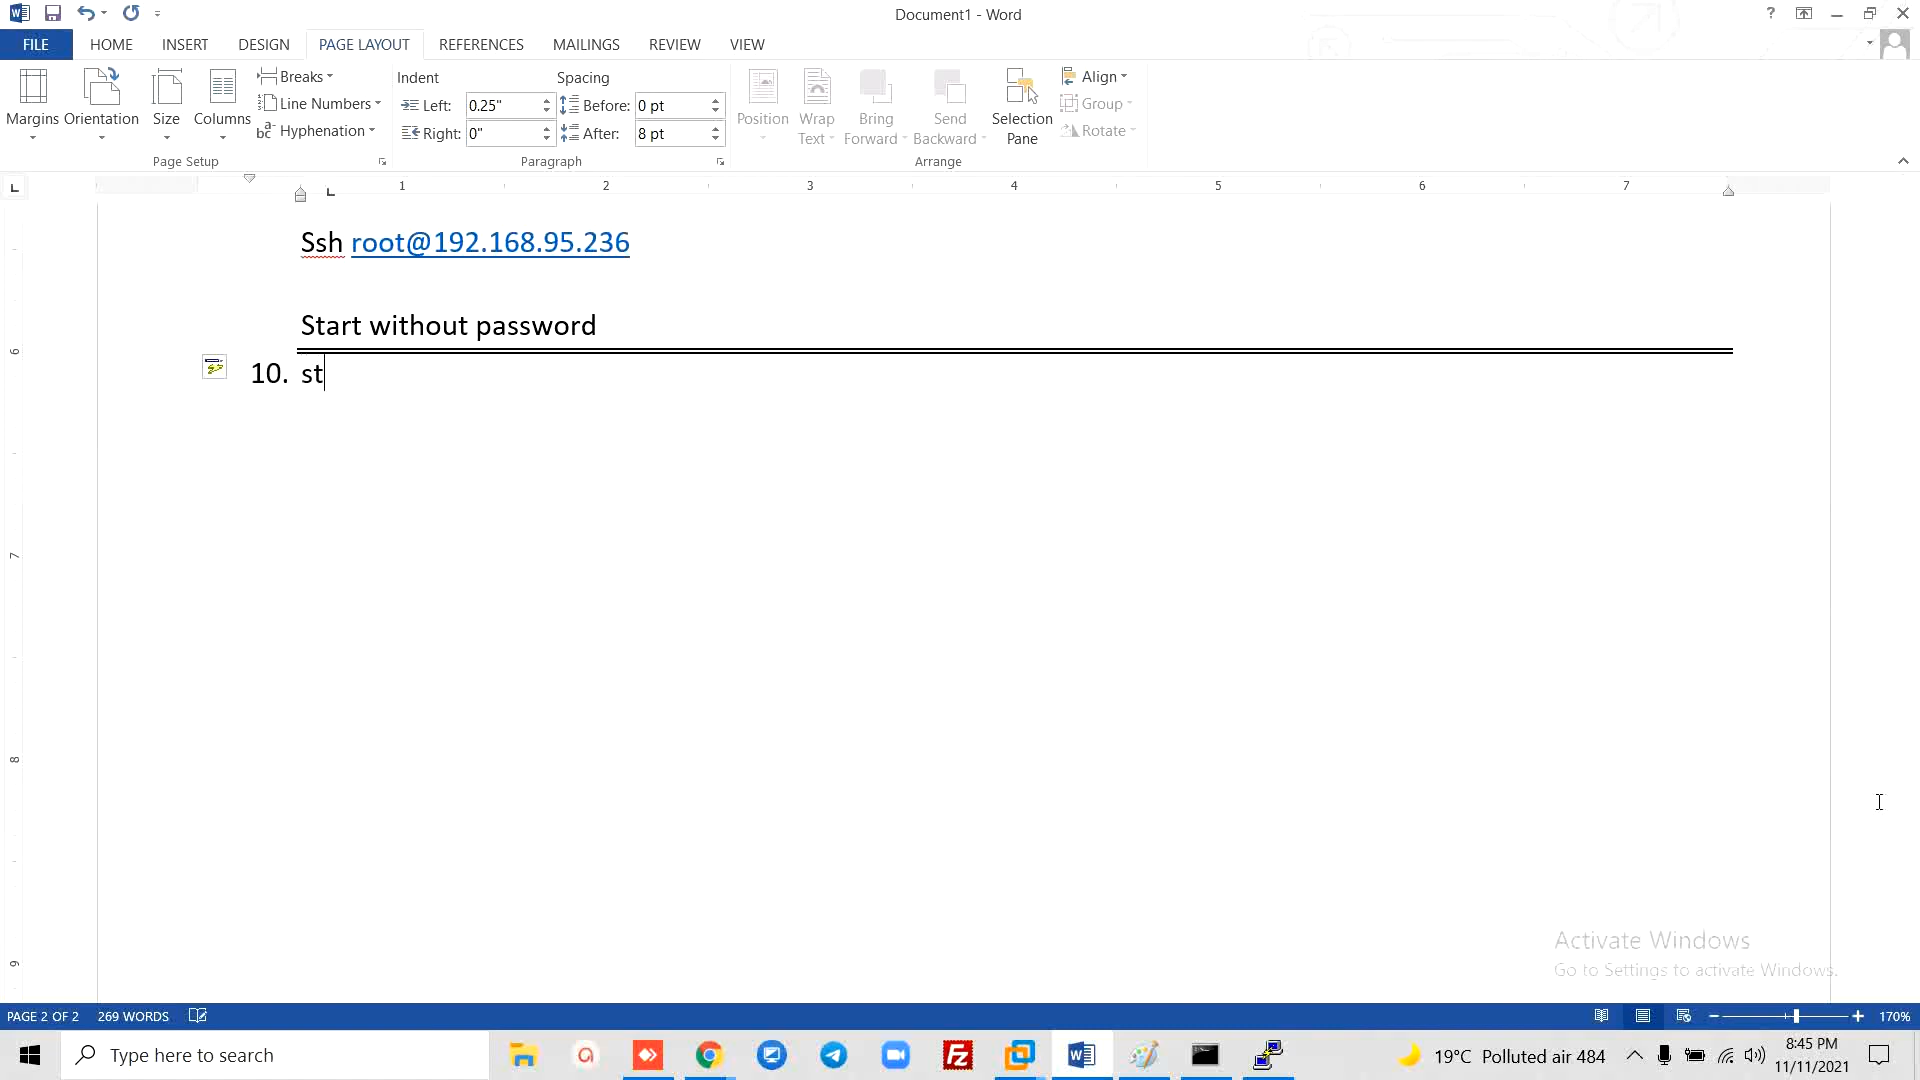 Document1 - Word
?
FILE HOME INSERT DESIGN PAGE LAYOUT REFERENCES MAILINGS REVIEW VIEW
Margins Orientation Size Columns
Breaks
Line Numbers
Hyphenation
Page Setup
Indent
Left: 0.25"
Right: 0"
Spacing
Before: 0 pt
After: 8 pt
Paragraph
Position
Wrap Text
Bring Forward
Send Backward
Selection Pane
Align
Group
Rotate
Arrange
1 2 3 4 5 6 7
Ssh root@192.168.95.236
Start without password
10. st
6
7
8
9
Activate Windows
Go to Settings to activate Windows.
PAGE 2 OF 2 269 WORDS 170%
Type here to search
19°C Polluted air 484
8:45 PM
11/11/2021